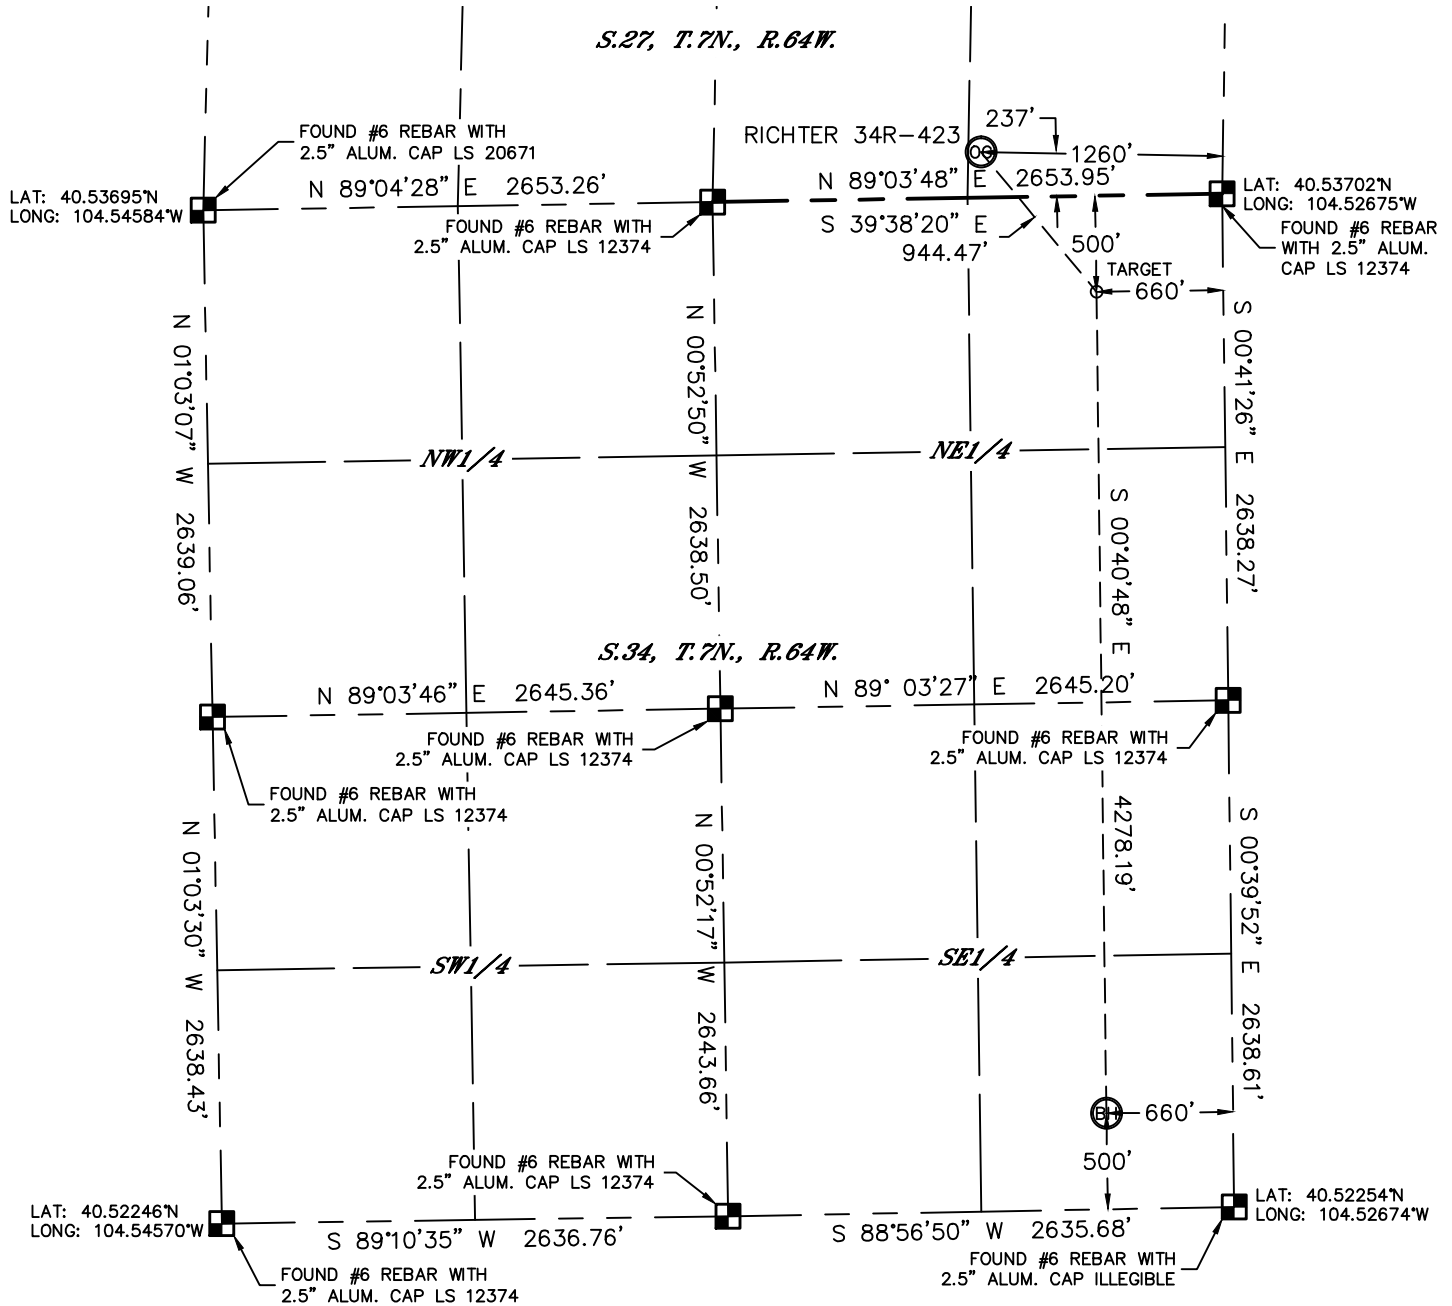 S.27, T.7N., R.64W.
FOUND #6 REBAR WITH
2.5” ALUM. CAP LS 20671
RICHTER 34R-423
OG
237'
1260'
LAT: 40.53695°N
LONG: 104.54584°W
N 89°04'28” E 2653.26'
N 89°03'48” E 2653.95'
LAT: 40.53702°N
LONG: 104.52675°W
FOUND #6 REBAR WITH
2.5” ALUM. CAP LS 12374
S 39°38'20” E
944.47'
500'
FOUND #6 REBAR
WITH 2.5” ALUM.
CAP LS 12374
TARGET
660'
N 01°03'07” W 2639.06'
N 00°52'50” W 2638.50'
S 00°41'26” E 2638.27'
NW1/4
NE1/4
S 00°40'48” E 4278.19'
S.34, T.7N., R.64W.
N 89°03'46” E 2645.36'
N 89° 03'27” E 2645.20'
FOUND #6 REBAR WITH
2.5” ALUM. CAP LS 12374
FOUND #6 REBAR WITH
2.5” ALUM. CAP LS 12374
FOUND #6 REBAR WITH
2.5” ALUM. CAP LS 12374
N 01°03'30” W 2638.43'
N 00°52'17” W 2643.66'
S 00°39'52” E 2638.61'
SW1/4
SE1/4
BH
660'
500'
FOUND #6 REBAR WITH
2.5” ALUM. CAP LS 12374
LAT: 40.52246°N
LONG: 104.54570°W
LAT: 40.52254°N
LONG: 104.52674°W
S 89°10'35” W 2636.76'
S 88°56'50” W 2635.68'
FOUND #6 REBAR WITH
2.5” ALUM. CAP ILLEGIBLE
FOUND #6 REBAR WITH
2.5” ALUM. CAP LS 12374